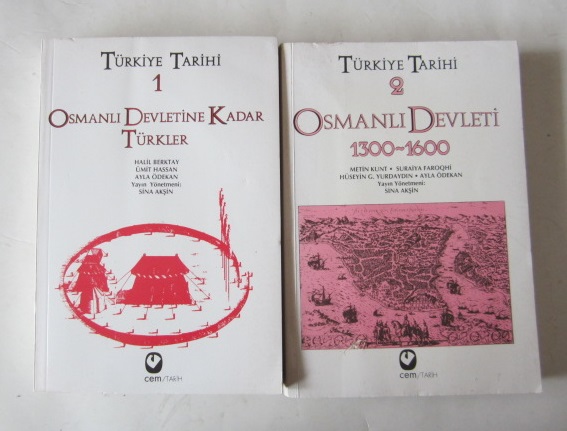 TÜRKİYE TARİHİ
1
OSMANLI DEVLETİNE KADAR
TÜRKLER
HALİL BERKTAY
ÜMİT HASSAN
AYLA ÖDEKAN
Yayın Yönetmeni:
SİNA AKŞİN
cem/TARİH
TÜRKİYE TARİHİ
2
OSMANLI DEVLETİ
1300~1600
METİN KUNT • SURAİYA FAROQHİ
HÜSEYİN G. YURDAYDIN • AYLA ÖDEKAN
Yayın Yönetmeni:
SİNA AKŞİN
cem/TARİH